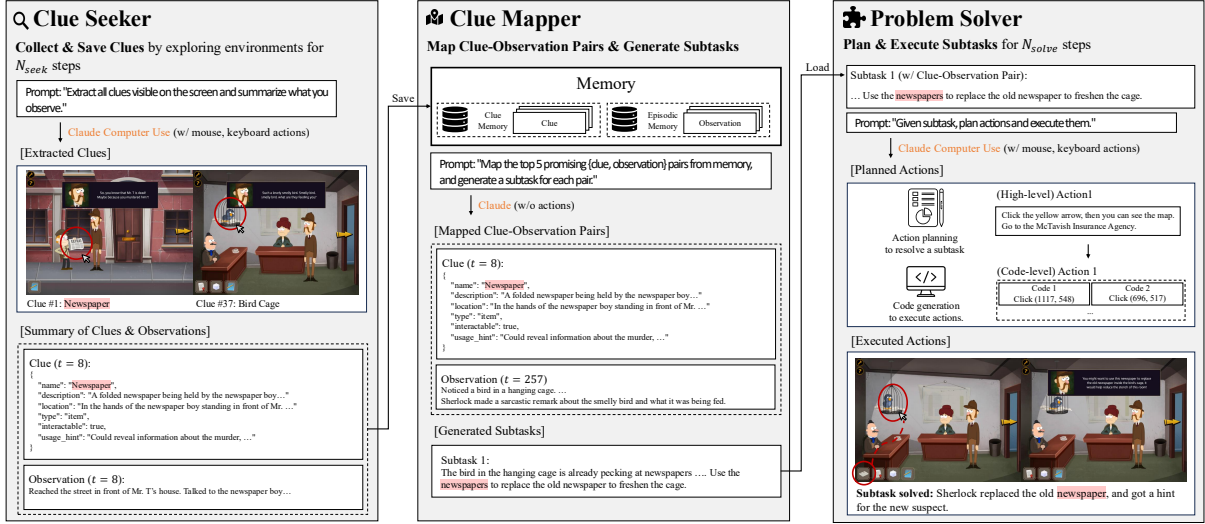 Clue Seeker
Collect & Save Clues by exploring environments for
N_seek steps
Prompt: "Extract all clues visible on the screen and summarize what you
observe."
Claude Computer Use (w/ mouse, keyboard actions)
[Extracted Clues]
Clue #1: Newspaper
Clue #37: Bird Cage
[Summary of Clues & Observations]
Clue (t = 8):
{
"name": "Newspaper",
"description": "A folded newspaper being held by the newspaper boy…"
"location": "In the hands of the newspaper boy standing in front of Mr. …"
"type": "item",
"interactable": true,
"usage_hint": "Could reveal information about the murder, …"
}
Observation (t = 8):
Reached the street in front of Mr. T's house. Talked to the newspaper boy…
Save
Clue Mapper
Map Clue-Observation Pairs & Generate Subtasks
Memory
Clue
Memory
Clue
Episodic
Memory
Observation
Prompt: "Map the top 5 promising {clue, observation} pairs from memory,
and generate a subtask for each pair."
Claude (w/o actions)
[Mapped Clue-Observation Pairs]
Clue (t = 8):
{
"name": "Newspaper",
"description": "A folded newspaper being held by the newspaper boy…"
"location": "In the hands of the newspaper boy standing in front of Mr. …"
"type": "item",
"interactable": true,
"usage_hint": "Could reveal information about the murder, …"
}
Observation (t = 257)
Noticed a bird in a hanging cage. …
Sherlock made a sarcastic remark about the smelly bird and what it was being fed.
[Generated Subtasks]
Subtask 1:
The bird in the hanging cage is already pecking at newspapers …. Use the
newspapers to replace the old newspaper to freshen the cage.
Load
Problem Solver
Plan & Execute Subtasks for N_solve steps
Subtask 1 (w/ Clue-Observation Pair):
… Use the newspapers to replace the old newspaper to freshen the cage.
Prompt: "Given subtask, plan actions and execute them."
Claude Computer Use (w/ mouse, keyboard actions)
[Planned Actions]
Action planning
to resolve a subtask
(High-level) Action1
Click the yellow arrow, then you can see the map.
Go to the McTavish Insurance Agency.
Code generation
to execute actions.
(Code-level) Action 1
Code 1
Click (1117, 548)
Code 2
Click (696, 517)
...
[Executed Actions]
Subtask solved: Sherlock replaced the old newspaper, and got a hint
for the new suspect.